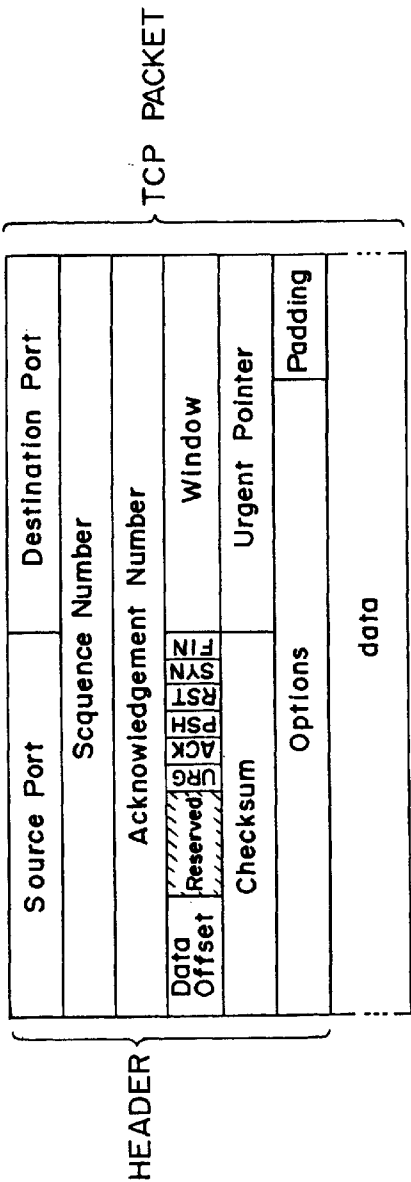 HEADER
TCP PACKET
Source Port Destination Port
Scquence Number
Acknowledgement Number
Data Offset Reserved URG ACK PSH RST SYN FIN Window
Checksum Urgent Pointer
Options Padding
data